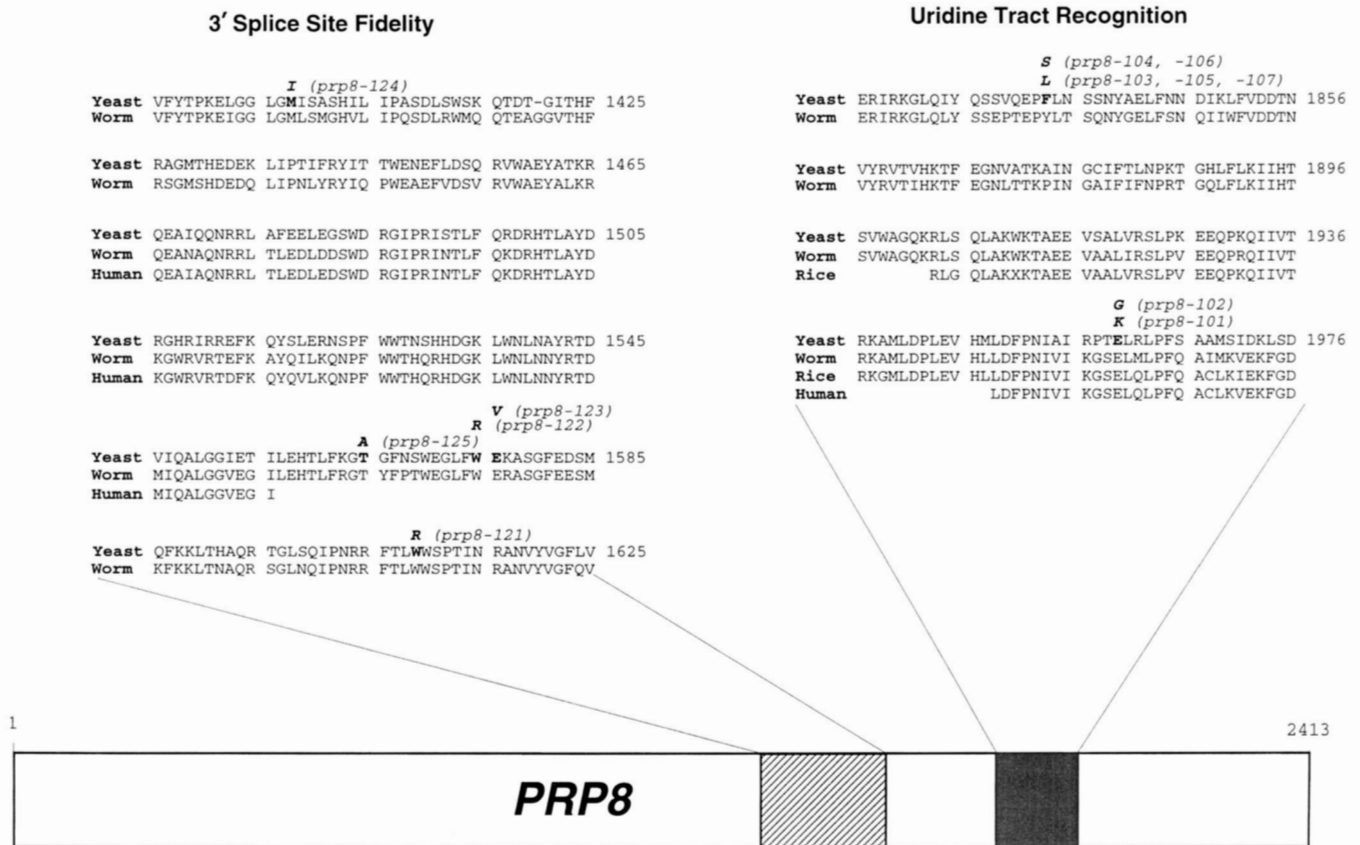 3′ Splice Site Fidelity
I (prp8-124)
Yeast VFYTPKELGG LGMISASHIL IPASDLSWSK QTDT-GITHF 1425
Worm VFYTPKEIGG LGMLSMGHVL IPQSDLRWMQ QTEAGGVTHF
Yeast RAGMTHEDEK LIPTIFRYIT TWENEFLDSQ RVWAEYATKR 1465
Worm RSGMSHDEDQ LIPNLYRYIQ PWEAEFVDSV RVWAEYALKR
Yeast QEAIQQNRRL AFEELEGSWD RGIPRISTLF QRDRHTLAYD 1505
Worm QEANAQNRRL TLEDLDDSWD RGIPRINTLF QKDRHTLAYD
Human QEAIAQNRRL TLEDLEDSWD RGIPRINTLF QKDRHTLAYD
Yeast RGHRIRREFK QYSLERNSPF WWTNSHHDGK LWNLNAYRTD 1545
Worm KGWRVRTEFK AYQILKQNPF WWTHQRHDGK LWNLNNYRTD
Human KGWRVRTDFK QYQVLKQNPF WWTHQRHDGK LWNLNNYRTD
V (prp8-123)
R (prp8-122)
A (prp8-125)
Yeast VIQALGGIET ILEHTLFKGT GFNSWEGLFW EKASGFEDSM 1585
Worm MIQALGGVEG ILEHTLFRGT YFPTWEGLFW ERASGFEESM
Human MIQALGGVEG I
R (prp8-121)
Yeast QFKKLTHAQR TGLSQIPNRR FTLWWSPTIN RANVYVGFLV 1625
Worm KFKKLTNAQR SGLNQIPNRR FTLWWSPTIN RANVYVGFQV
Uridine Tract Recognition
S (prp8-104, -106)
L (prp8-103, -105, -107)
Yeast ERIRKGLQIY QSSVQEPFLN SSNYAELFNN DIKLFVDDTN 1856
Worm ERIRKGLQLY SSEPTEPYLT SQNYGELFSN QIIWFVDDTN
Yeast VYRVTVHKTF EGNVATKAIN GCIFTLNPKT GHLFLKIIHT 1896
Worm VYRVTIHKTF EGNLTTKPIN GAIFIFNPRT GQLFLKIIHT
Yeast SVWAGQKRLS QLAKWKTAEE VSALVRSLPK EEQPKQIIVT 1936
Worm SVWAGQKRLS QLAKWKTAEE VAALIRSLPV EEQPRQIIVT
Rice RLG QLAKXKTAEE VAALVRSLPV EEQPKQIIVT
G (prp8-102)
K (prp8-101)
Yeast RKAMLDPLEV HMLDFPNIAI RPTELRLPFS AAMSIDKLSD 1976
Worm RKAMLDPLEV HLLDFPNIVI KGSELMLPFQ AIMKVEKFGD
Rice RKGMLDPLEV HLLDFPNIVI KGSELQLPFQ ACLKIEKFGD
Human LDFPNIVI KGSELQLPFQ ACLKVEKFGD
1
2413
PRP8